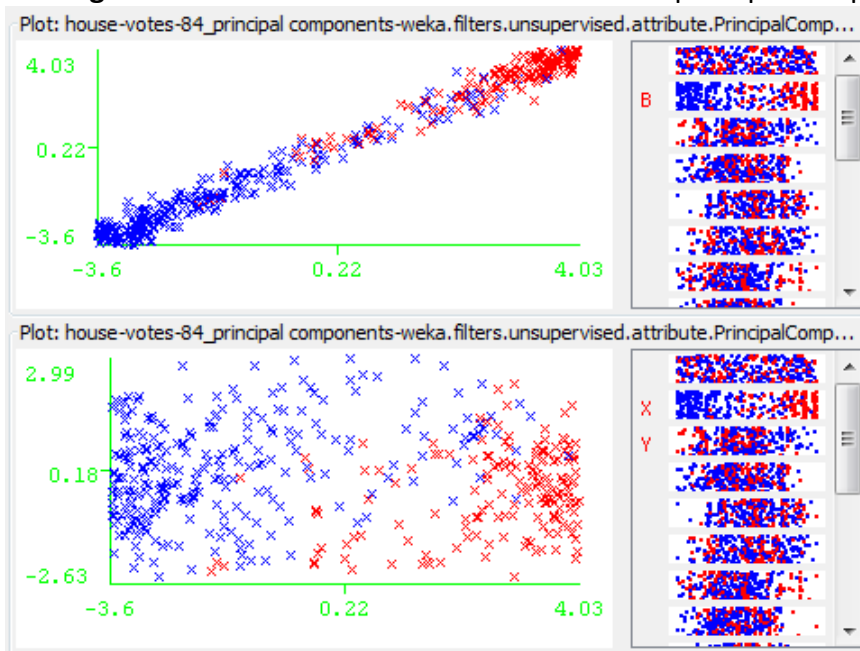 Plot: house-votes-84_principal components-weka.filters.unsupervised.attribute.PrincipalComp...
4.03
0.22
-3.6
-3.6 0.22 4.03
B
Plot: house-votes-84_principal components-weka.filters.unsupervised.attribute.PrincipalComp...
2.99
0.18
-2.63
-3.6 0.22 4.03
X
Y